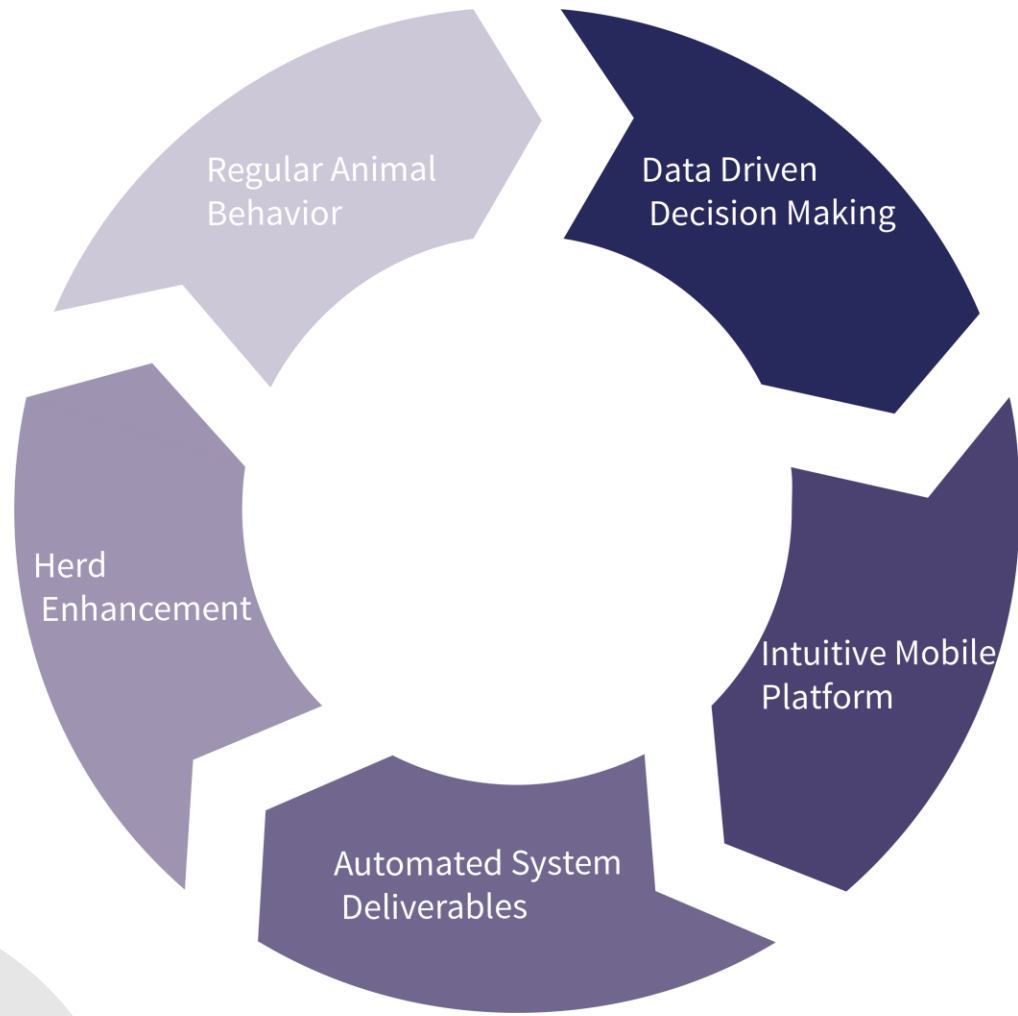 Regular Animal
Behavior
Data Driven
Decision Making
Herd
Enhancement
Intuitive Mobile
Platform
Automated System
Deliverables